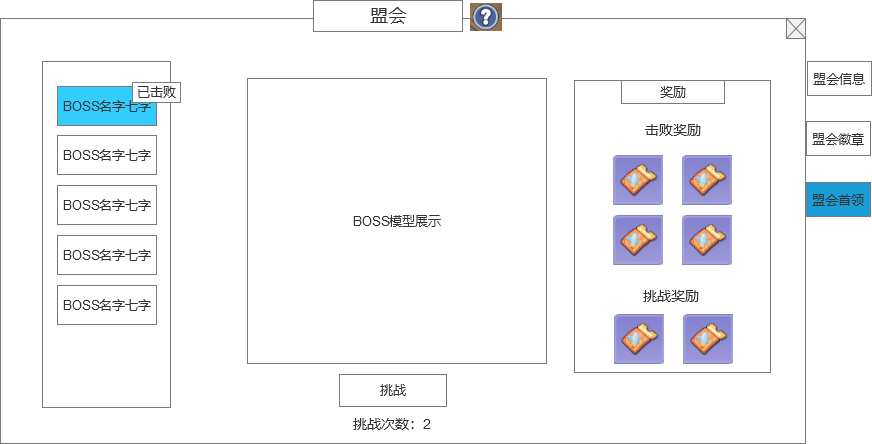 盟会
?
已击败
BOSS名字七字
BOSS名字七字
BOSS名字七字
BOSS名字七字
BOSS名字七字
BOSS模型展示
挑战
挑战次数：2
奖励
击败奖励
挑战奖励
盟会信息
盟会徽章
盟会首领